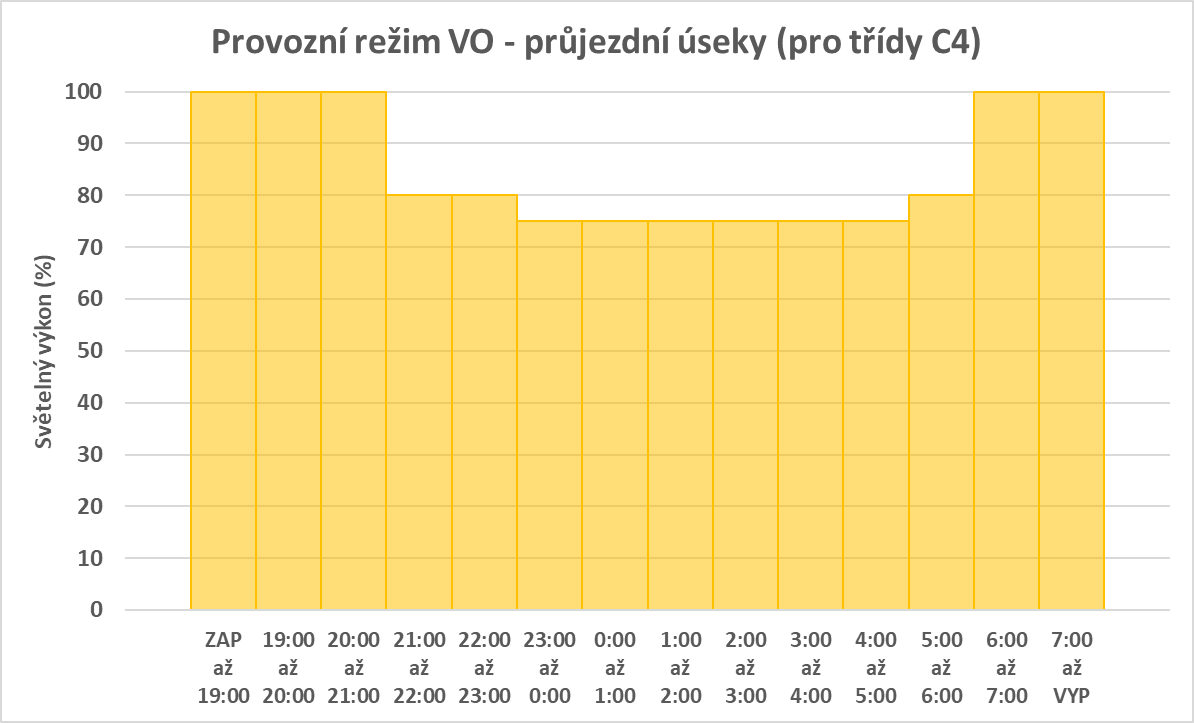 Provozní režim VO - průjezdní úseky (pro třídy C4)
Světelný výkon (%)
100
90
80
70
60
50
40
30
20
10
0
ZAP až 19:00
19:00 až 20:00
20:00 až 21:00
21:00 až 22:00
22:00 až 23:00
23:00 až 0:00
0:00 až 1:00
1:00 až 2:00
2:00 až 3:00
3:00 až 4:00
4:00 až 5:00
5:00 až 6:00
6:00 až 7:00
7:00 až VYP